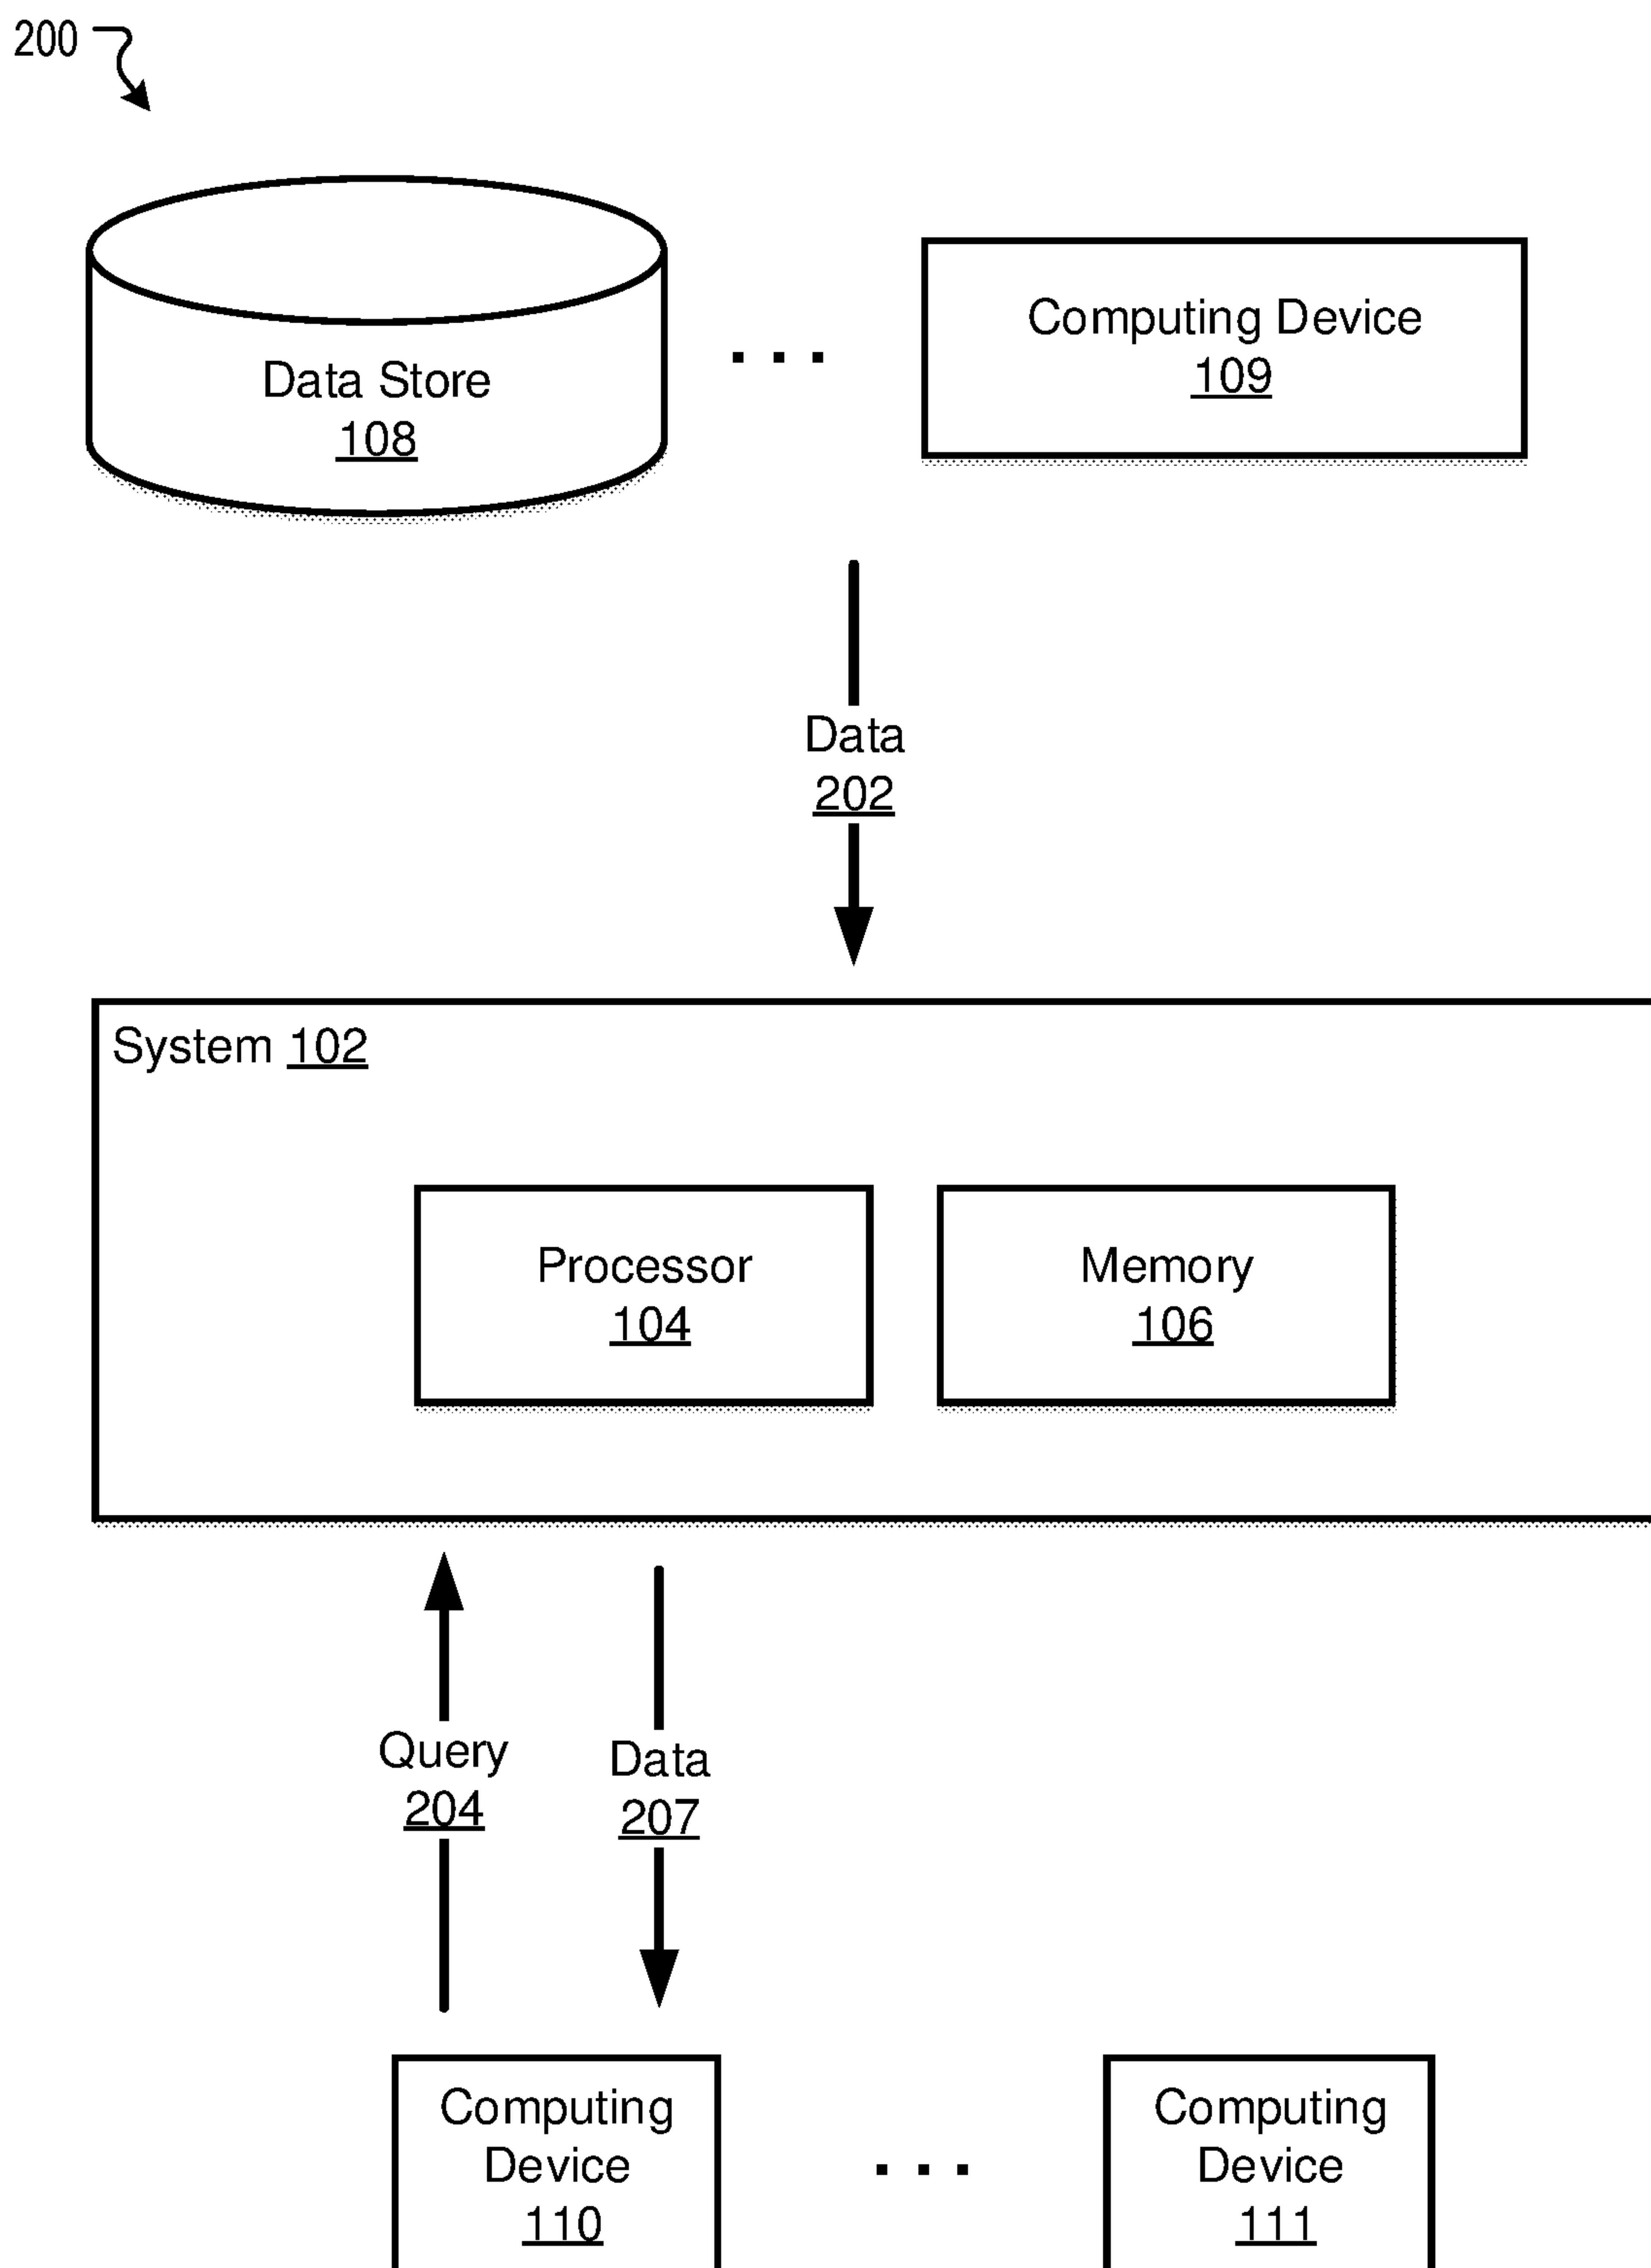 200
Data Store
108
Computing Device
109
Data
202
System 102
Processor
104
Memory
106
Query
204
Data
207
Computing
Device
110
Computing
Device
111